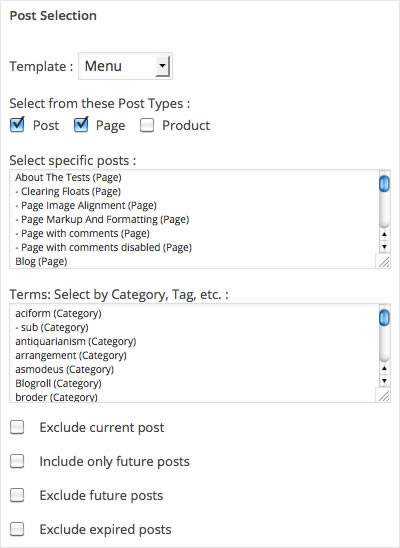 Post Selection
Template : Menu
Select from these Post Types :
Post Page Product
Select specific posts :
About The Tests (Page)
- Clearing Floats (Page)
- Page Image Alignment (Page)
- Page Markup And Formatting (Page)
- Page with comments (Page)
- Page with comments disabled (Page)
Blog (Page)
Terms: Select by Category, Tag, etc. :
aciform (Category)
- sub (Category)
antiquarianism (Category)
arrangement (Category)
asmodeus (Category)
Blogroll (Category)
broder (Category)
Exclude current post
Include only future posts
Exclude future posts
Exclude expired posts